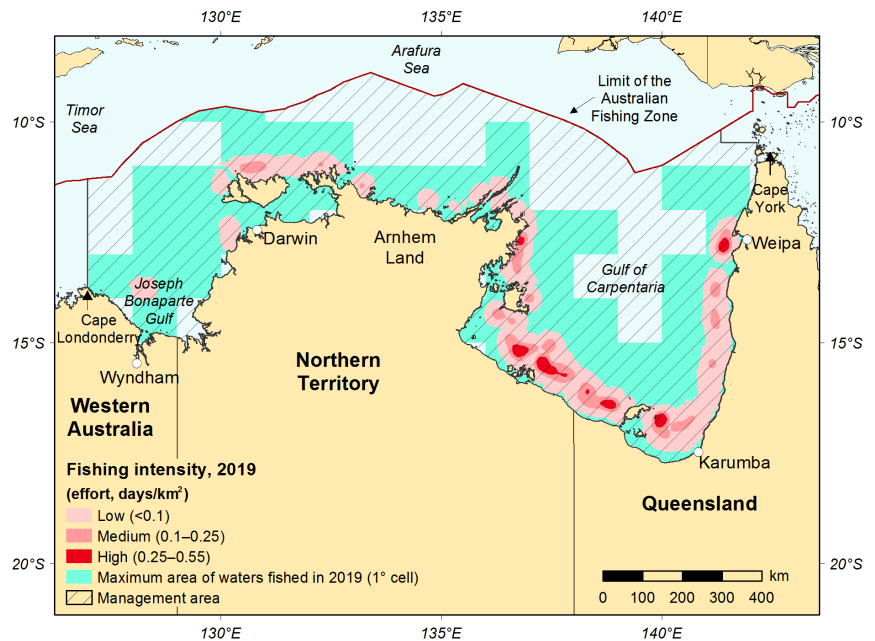 130°E 135°E 140°E
Arafura
Sea
Limit of the
Australian
Fishing Zone
Timor
Sea
10°S 10°S
Cape
York
Darwin
Arnhem
Land
Weipa
Gulf of
Carpentaria
Joseph
Bonaparte
Gulf
Cape
Londonderry
15°S 15°S
Northern
Territory
Wyndham
Western
Australia
Karumba
Queensland
Fishing intensity, 2019
(effort, days/km²)
Low (<0.1)
Medium (0.1–0.25)
High (0.25–0.55)
Maximum area of waters fished in 2019 (1° cell)
Management area
20°S 20°S
km
0 100 200 300 400
130°E 135°E 140°E